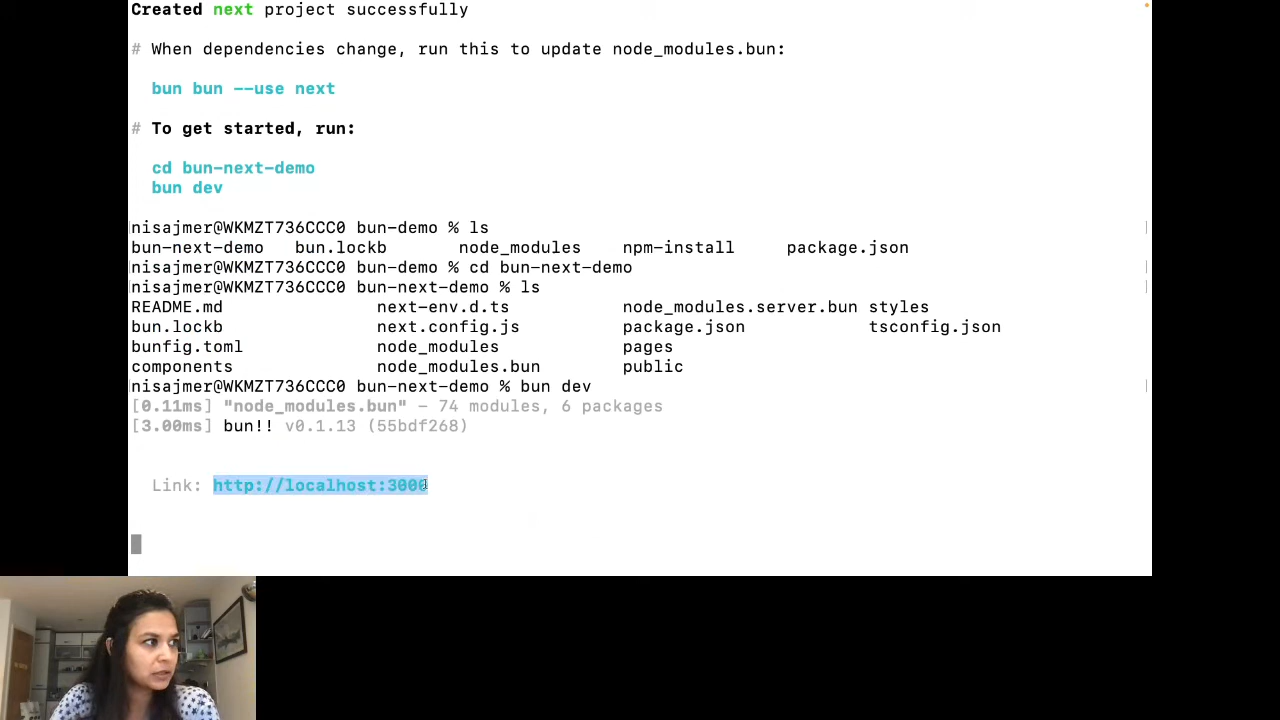 Created next project successfully
# When dependencies change, run this to update node_modules.bun:
bun bun --use next
# To get started, run:
cd bun-next-demo
bun dev
nisajmer@WKMZT736CCC0 bun-demo % ls
bun-next-demo bun.lockb node_modules npm-install package.json
nisajmer@WKMZT736CCC0 bun-demo % cd bun-next-demo
nisajmer@WKMZT736CCC0 bun-next-demo % ls
README.md next-env.d.ts node_modules.server.bun styles
bun.lockb next.config.js package.json tsconfig.json
bunfig.toml node_modules pages
components node_modules.bun public
nisajmer@WKMZT736CCC0 bun-next-demo % bun dev
[0.11ms] "node_modules.bun" - 74 modules, 6 packages
[3.00ms] bun!! v0.1.13 (55bdf268)
Link: http://localhost:3000